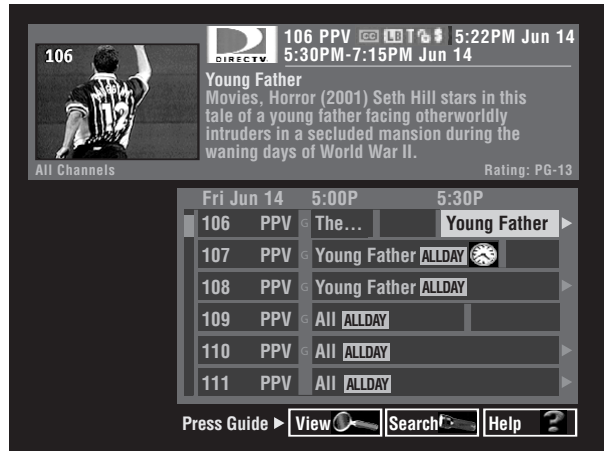 106 PPV CC LB T $ 5:22PM Jun 14
DIRECTV. 5:30PM-7:15PM Jun 14
106
12
Young Father
Movies, Horror (2001) Seth Hill stars in this
tale of a young father facing otherworldly
intruders in a secluded mansion during the
waning days of World War II.
All Channels Rating: PG-13
Fri Jun 14 5:00P 5:30P
106 PPV G The... Young Father
107 PPV G Young Father ALLDAY
108 PPV G Young Father ALLDAY
109 PPV G All ALLDAY
110 PPV G All ALLDAY
111 PPV All ALLDAY
Press Guide View Search Help ?